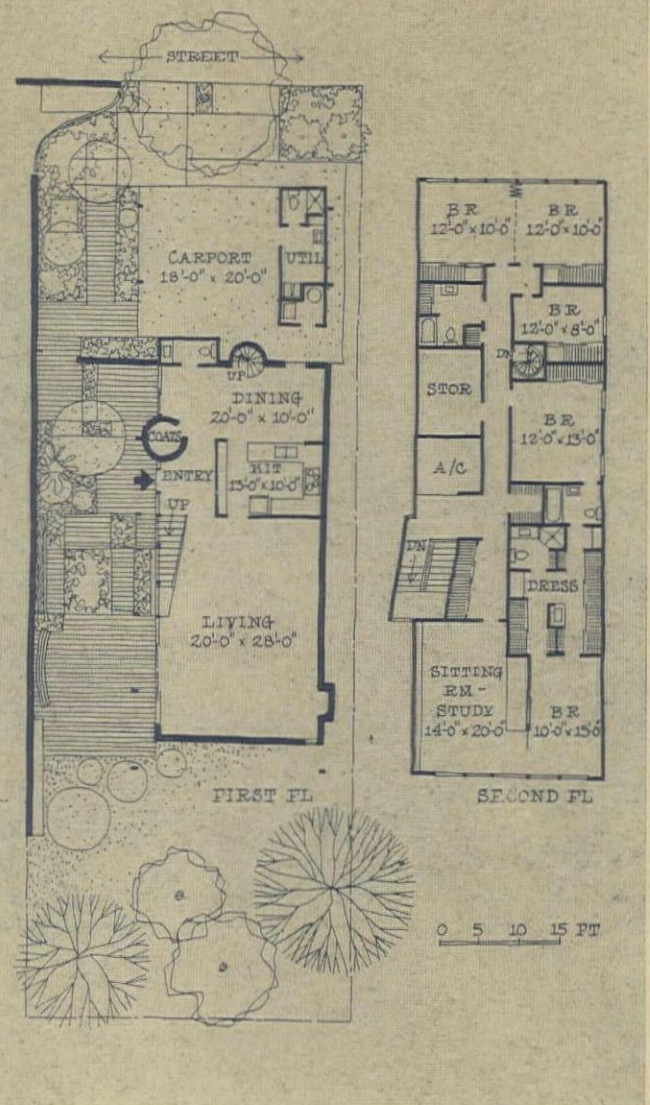 STREET
CARPORT
18'-0" x 20'-0"
UTIL
UP
DINING
20'-0" x 10'-0"
COATS
ENTRY
KIT
13'-0" x 10'-0"
UP
LIVING
20'-0" x 28'-0"
FIRST FL
BR
12'-0" x 10'-0"
BR
12'-0" x 10'-0"
BR
12'-0" x 8'-0"
DN
STOR
BR
12'-0" x 13'-0"
A/C
DN
DRESS
SITTING
RM-
STUDY
14'-0" x 20'-0"
BR
10'-0" x 15'-0"
SECOND FL
0 5 10 15 FT